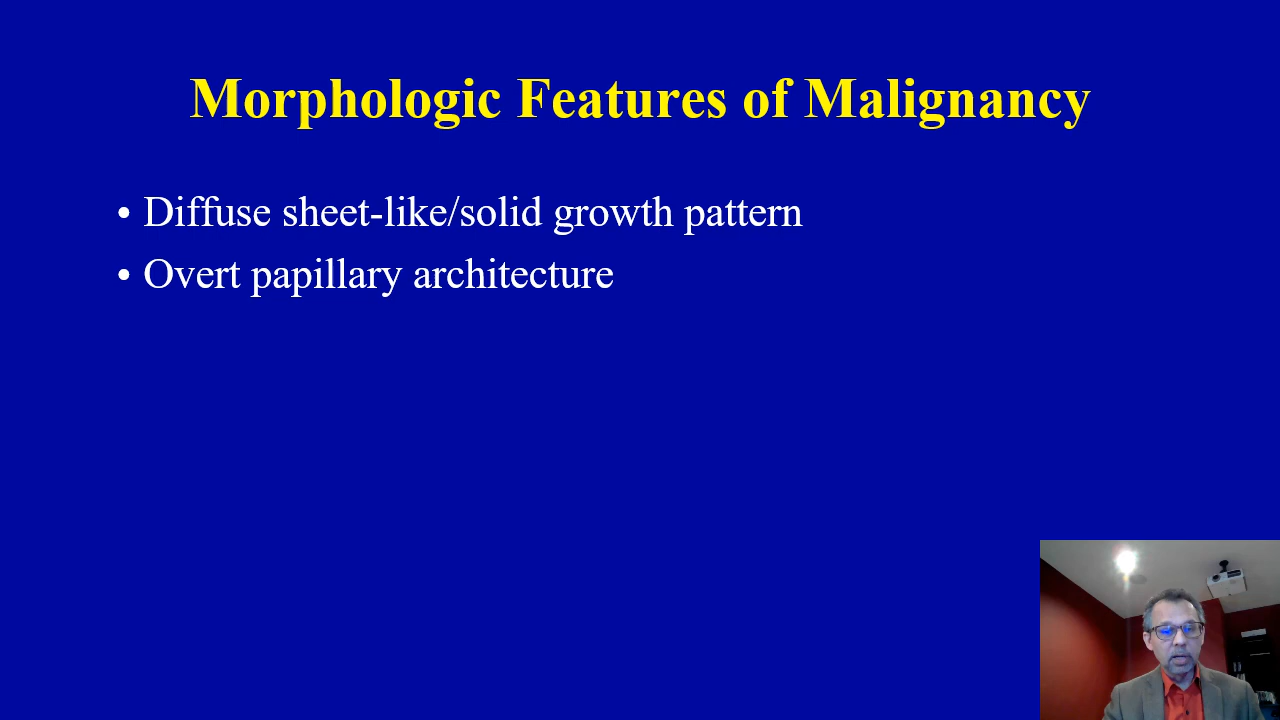 Morphologic Features of Malignancy
• Diffuse sheet-like/solid growth pattern
• Overt papillary architecture